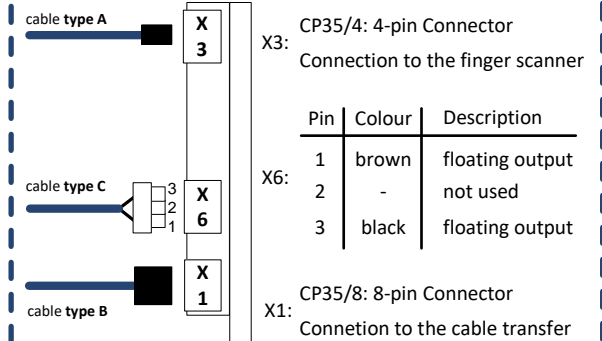 cable type A
X
3
X3:
CP35/4: 4-pin Connector
Connection to the finger scanner
X6:
Pin Colour Description
1 brown floating output
2 - not used
3 black floating output
cable type C
3
2
1
X
6
X
1
cable type B
X1:
CP35/8: 8-pin Connector
Connetion to the cable transfer